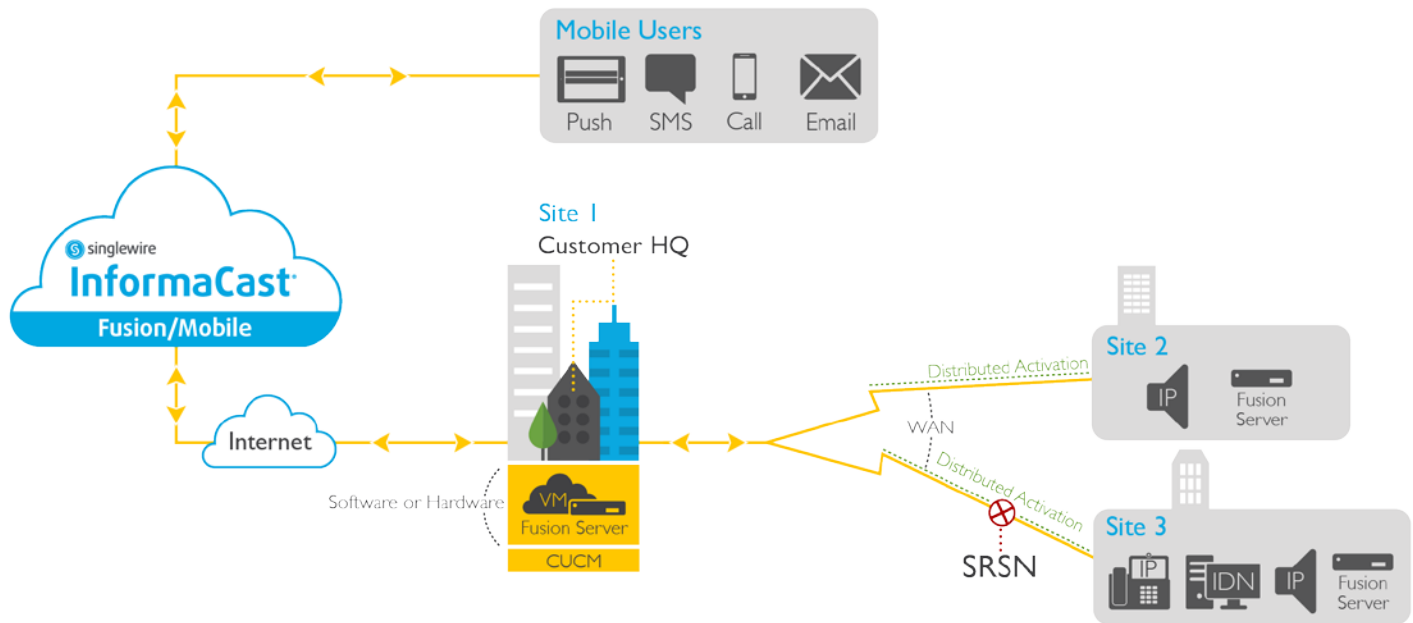 Mobile Users
Push SMS Call Email
singlewire
InformaCast®
Fusion/Mobile
Site 1
Customer HQ
Internet
Software or Hardware
VM
Fusion Server
CUCM
Distributed Activation
WAN
Distributed Activation
SRSN
Site 2
IP
Fusion
Server
Site 3
IP IDN IP
Fusion
Server